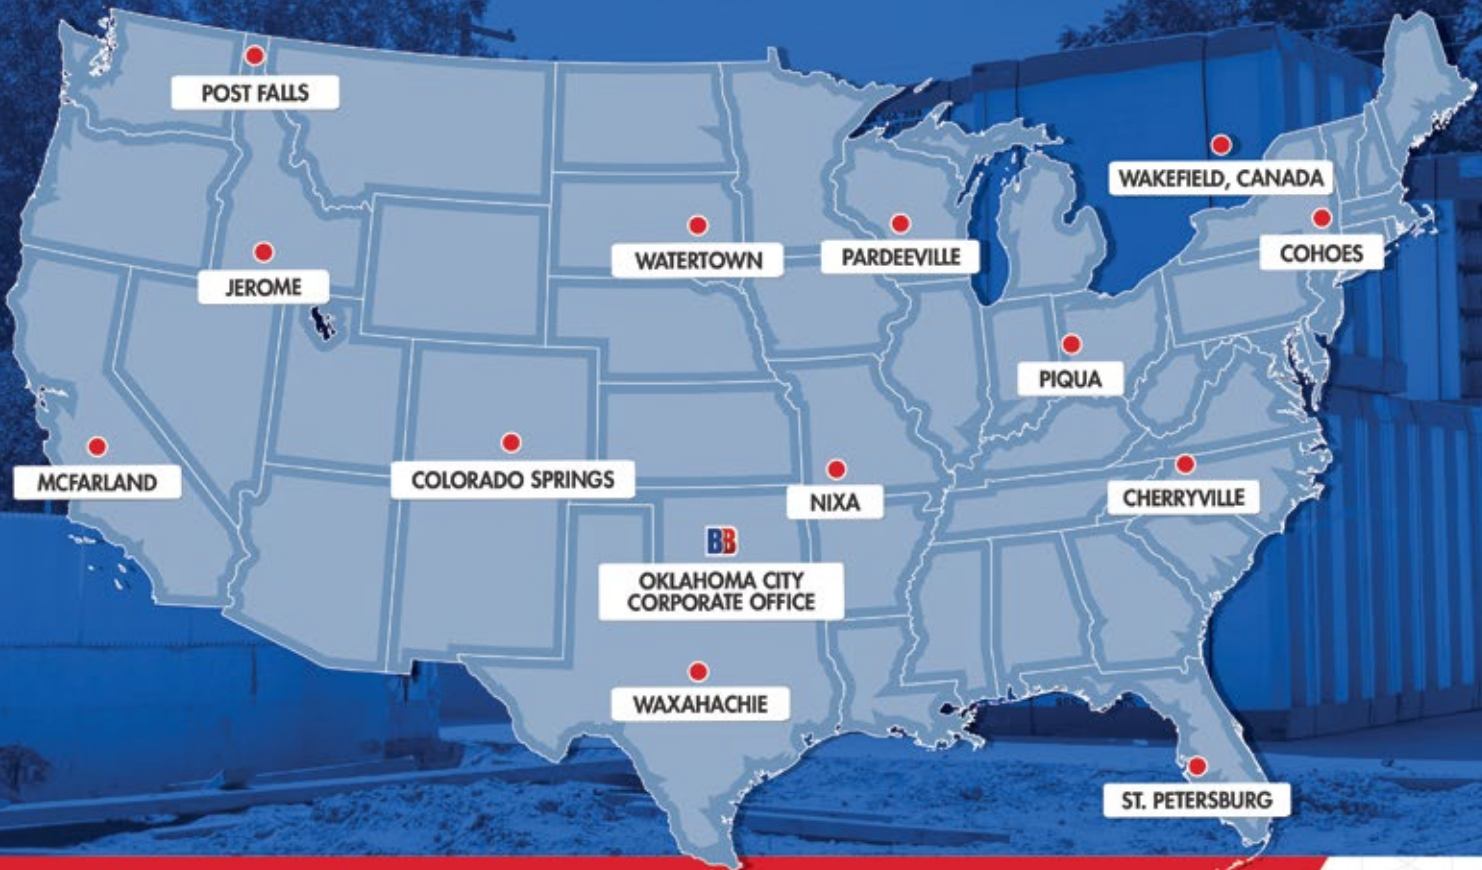 POST FALLS
WAKEFIELD, CANADA
WATERTOWN
PARDEEVILLE
COHOES
JEROME
PIQUA
MCFARLAND
COLORADO SPRINGS
NIXA
CHERRYVILLE
BB
OKLAHOMA CITY
CORPORATE OFFICE
WAXAHACHIE
ST. PETERSBURG